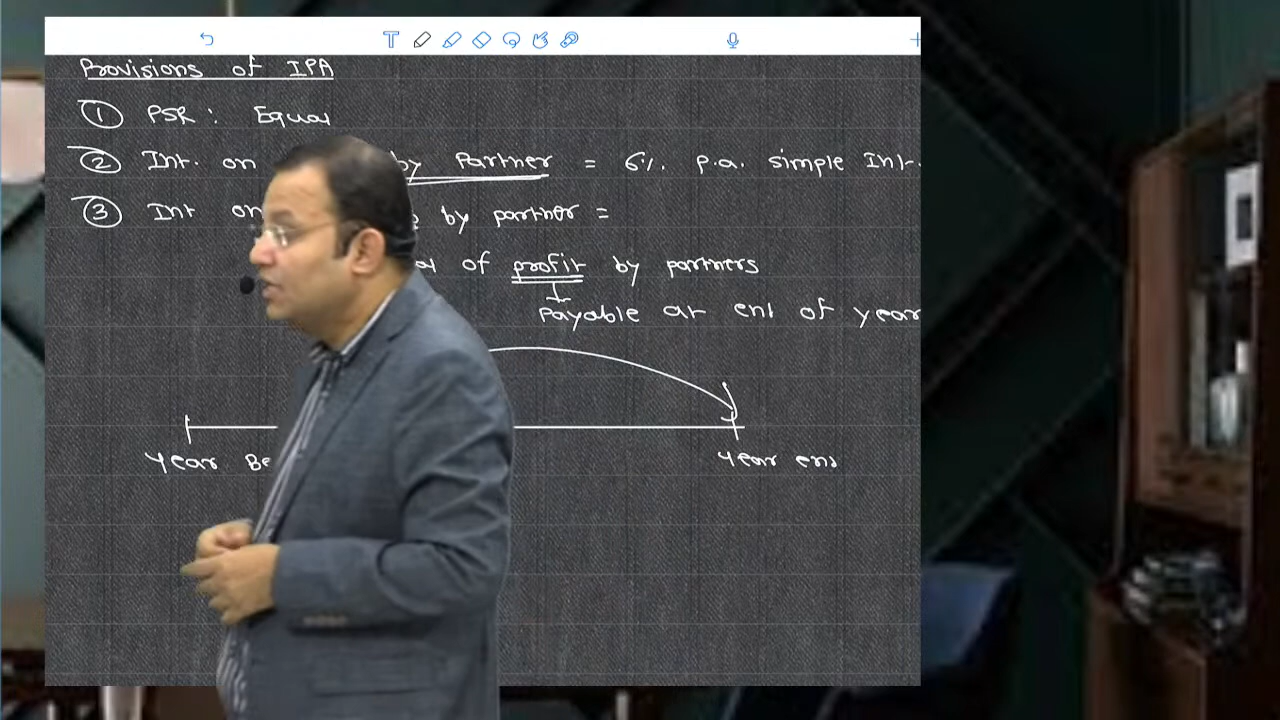 Provisions of IPA
① PSR: Equal
② Int. on by Partner = 6%. p.a. simple Int.
③ Int on by partner =
of profit by partners
Payable at end of year
Year Year end